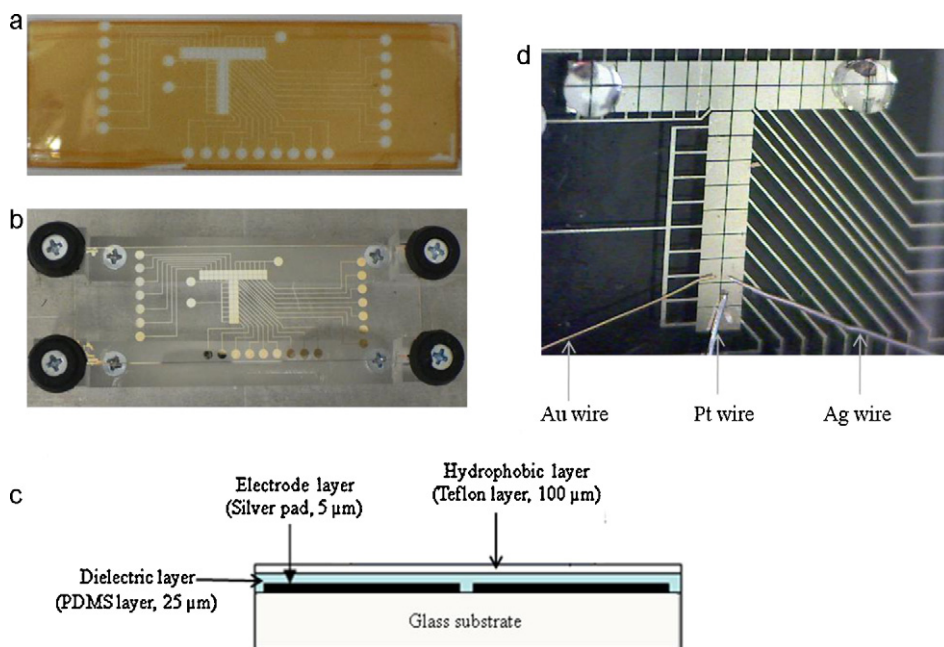 a
b
d
Au wire
Pt wire
Ag wire
c
Electrode layer
(Silver pad, 5 µm)
Hydrophobic layer
(Teflon layer, 100 µm)
Dielectric layer
(PDMS layer, 25 µm)
Glass substrate